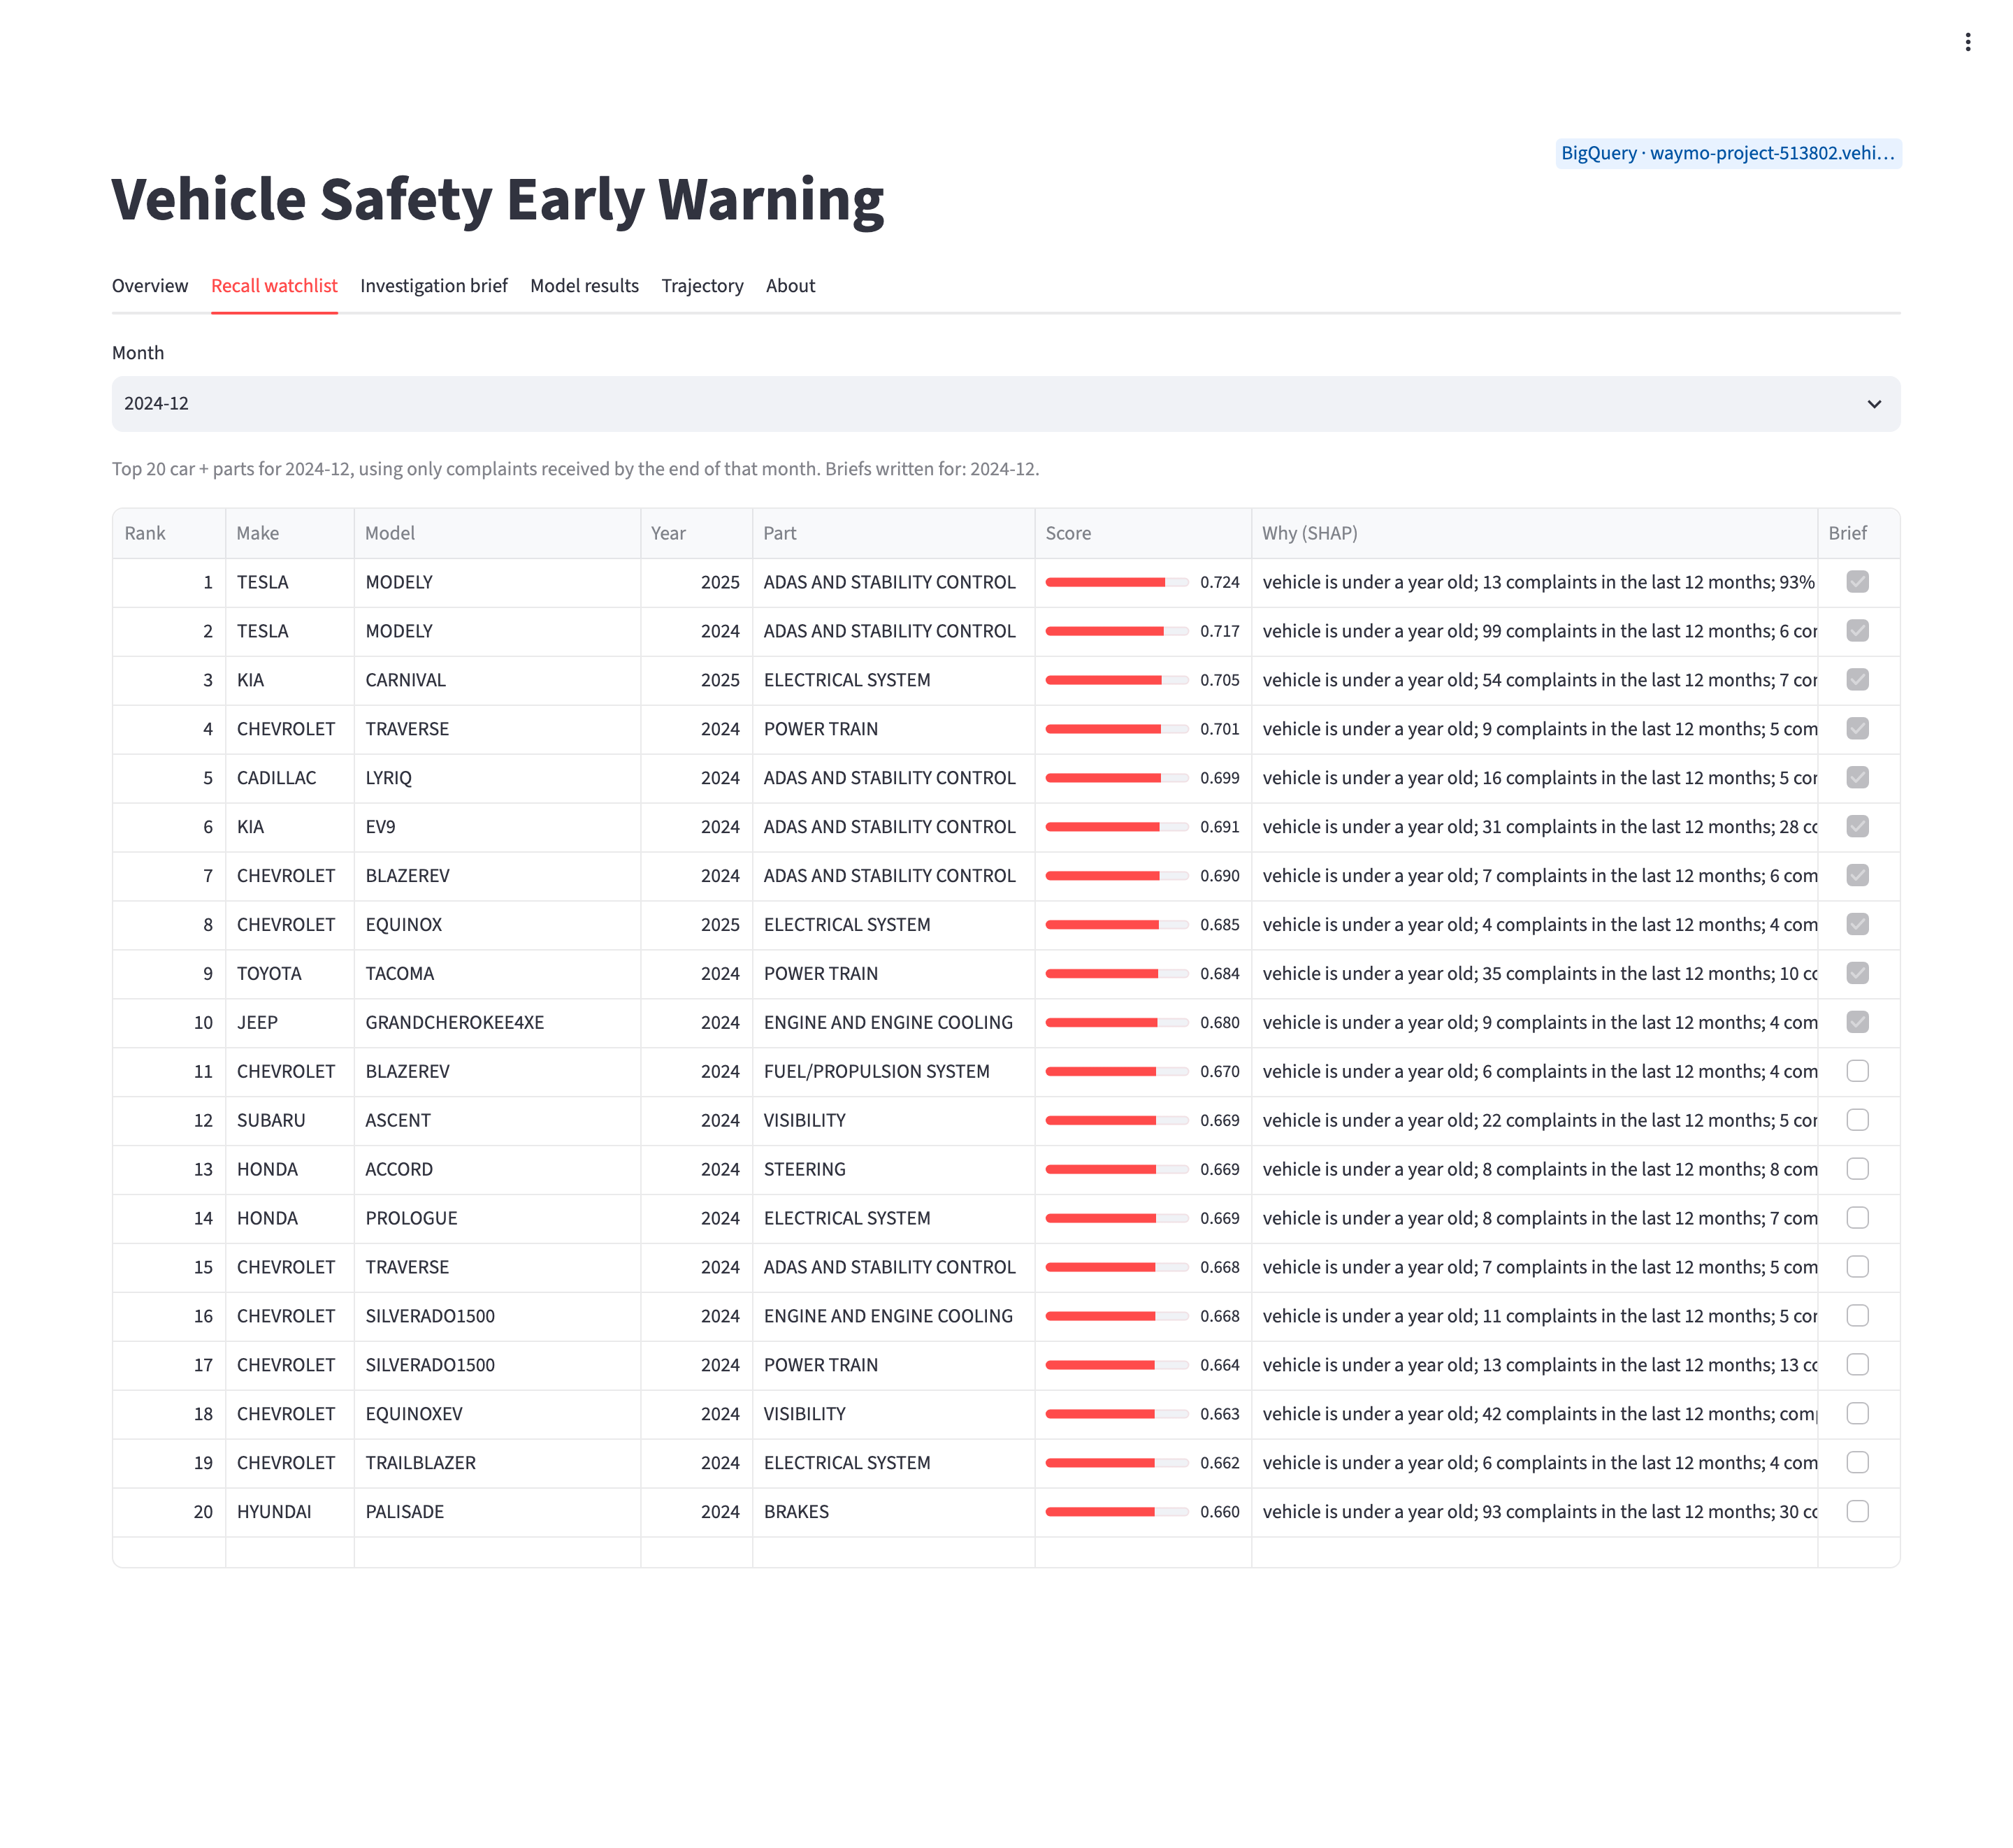 BigQuery · waymo-project-513802.vehi…
Vehicle Safety Early Warning
Overview Recall watchlist Investigation brief Model results Trajectory About
Month
2024-12
Top 20 car + parts for 2024-12, using only complaints received by the end of that month. Briefs written for: 2024-12.
Rank Make Model Year Part Score Why (SHAP) Brief
1 TESLA MODELY 2025 ADAS AND STABILITY CONTROL 0.724 vehicle is under a year old; 13 complaints in the last 12 months; 93%
2 TESLA MODELY 2024 ADAS AND STABILITY CONTROL 0.717 vehicle is under a year old; 99 complaints in the last 12 months; 6 cor
3 KIA CARNIVAL 2025 ELECTRICAL SYSTEM 0.705 vehicle is under a year old; 54 complaints in the last 12 months; 7 cor
4 CHEVROLET TRAVERSE 2024 POWER TRAIN 0.701 vehicle is under a year old; 9 complaints in the last 12 months; 5 com
5 CADILLAC LYRIQ 2024 ADAS AND STABILITY CONTROL 0.699 vehicle is under a year old; 16 complaints in the last 12 months; 5 cor
6 KIA EV9 2024 ADAS AND STABILITY CONTROL 0.691 vehicle is under a year old; 31 complaints in the last 12 months; 28 cc
7 CHEVROLET BLAZEREV 2024 ADAS AND STABILITY CONTROL 0.690 vehicle is under a year old; 7 complaints in the last 12 months; 6 com
8 CHEVROLET EQUINOX 2025 ELECTRICAL SYSTEM 0.685 vehicle is under a year old; 4 complaints in the last 12 months; 4 com
9 TOYOTA TACOMA 2024 POWER TRAIN 0.684 vehicle is under a year old; 35 complaints in the last 12 months; 10 cc
10 JEEP GRANDCHEROKEE4XE 2024 ENGINE AND ENGINE COOLING 0.680 vehicle is under a year old; 9 complaints in the last 12 months; 4 com
11 CHEVROLET BLAZEREV 2024 FUEL/PROPULSION SYSTEM 0.670 vehicle is under a year old; 6 complaints in the last 12 months; 4 com
12 SUBARU ASCENT 2024 VISIBILITY 0.669 vehicle is under a year old; 22 complaints in the last 12 months; 5 cor
13 HONDA ACCORD 2024 STEERING 0.669 vehicle is under a year old; 8 complaints in the last 12 months; 8 com
14 HONDA PROLOGUE 2024 ELECTRICAL SYSTEM 0.669 vehicle is under a year old; 8 complaints in the last 12 months; 7 com
15 CHEVROLET TRAVERSE 2024 ADAS AND STABILITY CONTROL 0.668 vehicle is under a year old; 7 complaints in the last 12 months; 5 com
16 CHEVROLET SILVERADO1500 2024 ENGINE AND ENGINE COOLING 0.668 vehicle is under a year old; 11 complaints in the last 12 months; 5 cor
17 CHEVROLET SILVERADO1500 2024 POWER TRAIN 0.664 vehicle is under a year old; 13 complaints in the last 12 months; 13 cc
18 CHEVROLET EQUINOXEV 2024 VISIBILITY 0.663 vehicle is under a year old; 42 complaints in the last 12 months; comp
19 CHEVROLET TRAILBLAZER 2024 ELECTRICAL SYSTEM 0.662 vehicle is under a year old; 6 complaints in the last 12 months; 4 com
20 HYUNDAI PALISADE 2024 BRAKES 0.660 vehicle is under a year old; 93 complaints in the last 12 months; 30 cc